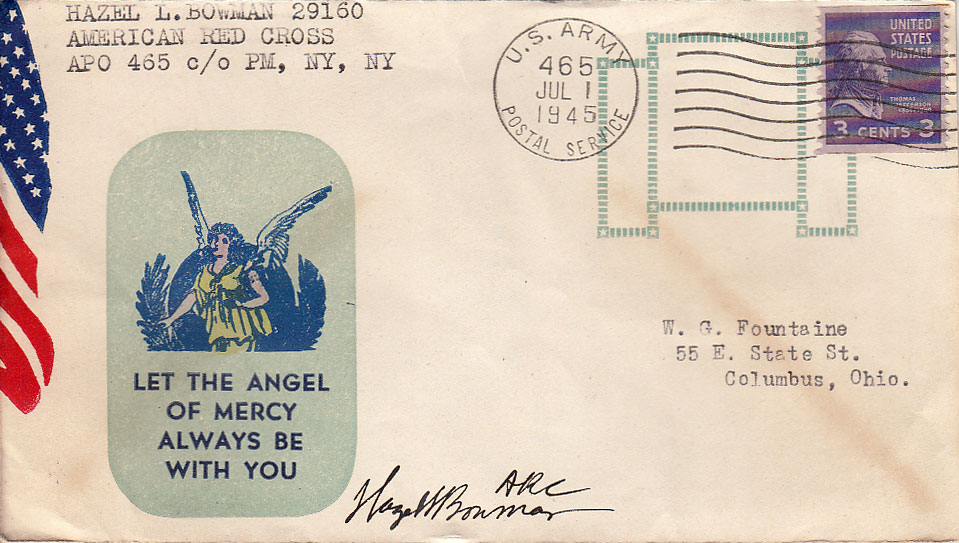 HAZEL L. BOWMAN 29160
AMERICAN RED CROSS
APO 465 c/o PM, NY, NY
U.S. ARMY
465
JUL 1
1945
POSTAL SERVICE
UNITED
STATES
POSTAGE
THOMAS
JEFFERSON
3 CENTS 3
W. G. Fountaine
55 E. State St.
Columbus, Ohio.
LET THE ANGEL
OF MERCY
ALWAYS BE
WITH YOU
ARC
Hazel L Bowman